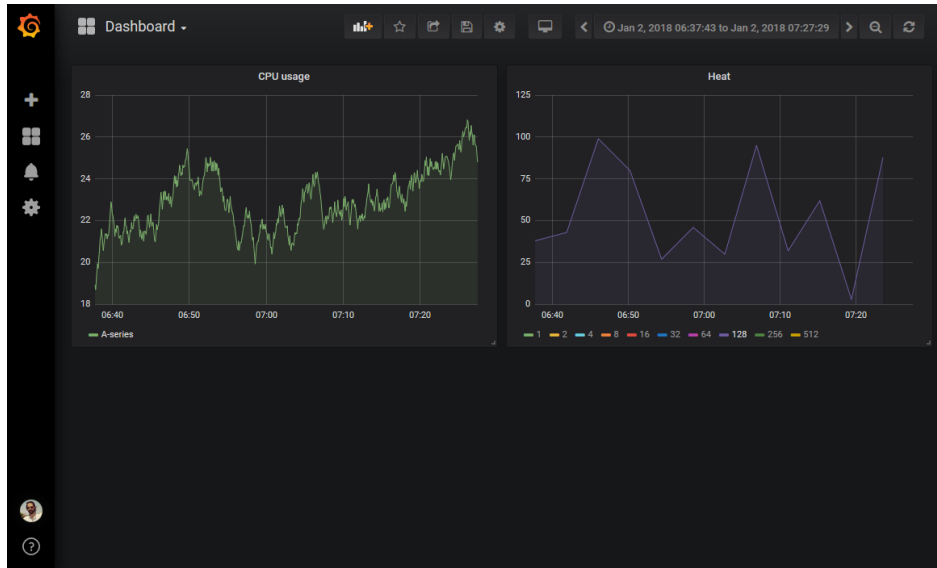 Dashboard
Jan 2, 2018 06:37:43 to Jan 2, 2018 07:27:29
CPU usage
28
26
24
22
20
18
06:40 06:50 07:00 07:10 07:20
A-series
Heat
125
100
75
50
25
0
06:40 06:50 07:00 07:10 07:20
1 2 4 8 16 32 64 128 256 512
?